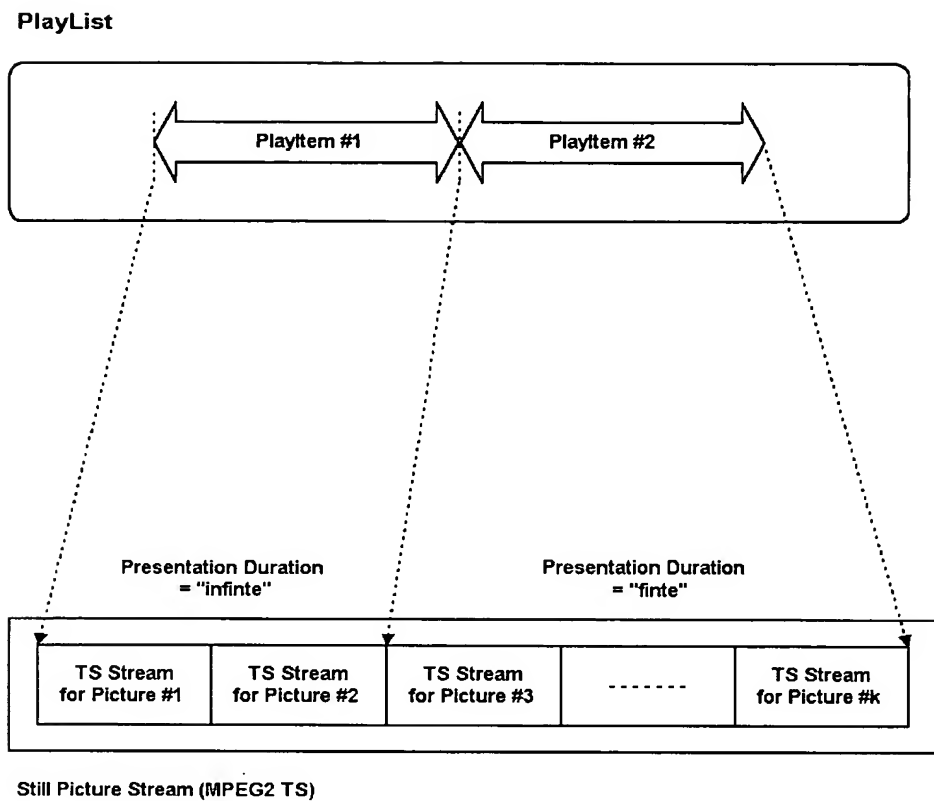 PlayList
PlayItem #1
PlayItem #2
Presentation Duration
= "infinte"
Presentation Duration
= "finte"
TS Stream
for Picture #1
TS Stream
for Picture #2
TS Stream
for Picture #3
-------
TS Stream
for Picture #k
Still Picture Stream (MPEG2 TS)